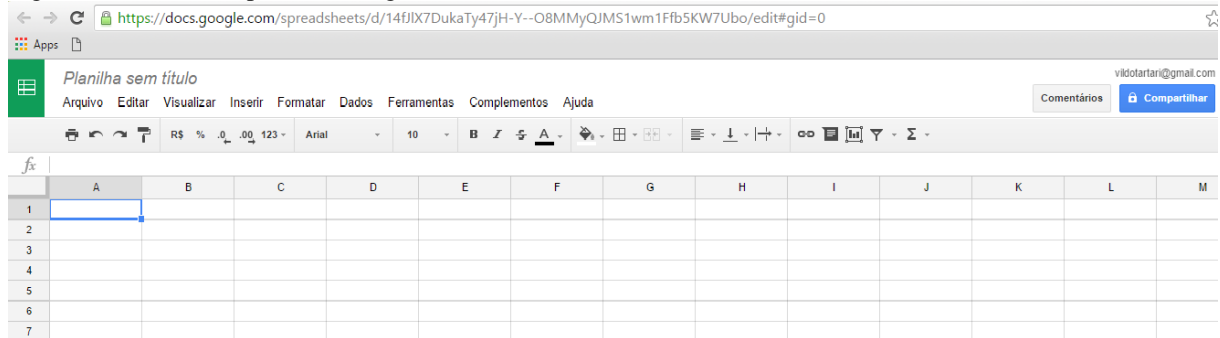 https://docs.google.com/spreadsheets/d/14fJlX7DukaTy47jH-Y--O8MMyQJMS1wm1Ffb5KW7Ubo/edit#gid=0
Apps
vildotartari@gmail.com
Planilha sem título
Arquivo Editar Visualizar Inserir Formatar Dados Ferramentas Complementos Ajuda
Comentários Compartilhar
R$ % .0 .00 123 Arial 10 B I S A Σ
fx
A B C D E F G H I J K L M
1
2
3
4
5
6
7